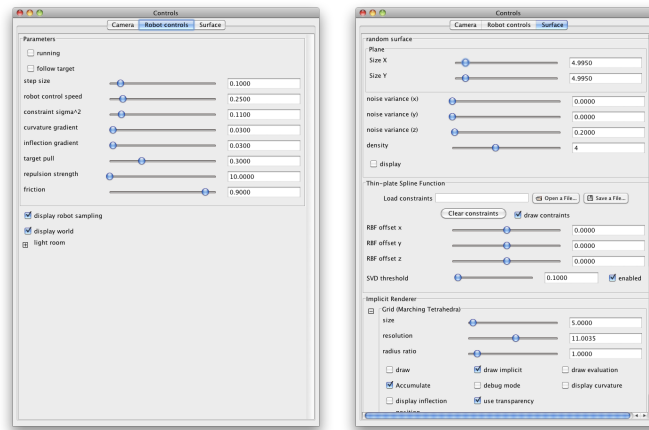 Controls
Camera Robot controls Surface
Parameters
running
follow target
step size 0.1000
robot control speed 0.2500
constraint sigma^2 0.1100
curvature gradient 0.0300
inflection gradient 0.0300
target pull 0.3000
repulsion strength 10.0000
friction 0.9000
display robot sampling
display world
light room
Controls
Camera Robot controls Surface
random surface
Plane
Size X 4.9950
Size Y 4.9950
noise variance (x) 0.0000
noise variance (y) 0.0000
noise variance (z) 0.2000
density 4
display
Thin-plate Spline Function
Load constraints Open a File... Save a File...
Clear constraints draw contraints
RBF offset x 0.0000
RBF offset y 0.0000
RBF offset z 0.0000
SVD threshold 0.1000 enabled
Implicit Renderer
Grid (Marching Tetrahedra)
size 5.0000
resolution 11.0035
radius ratio 1.0000
draw draw implicit draw evaluation
Accumulate debug mode display curvature
display inflection use transparency
position